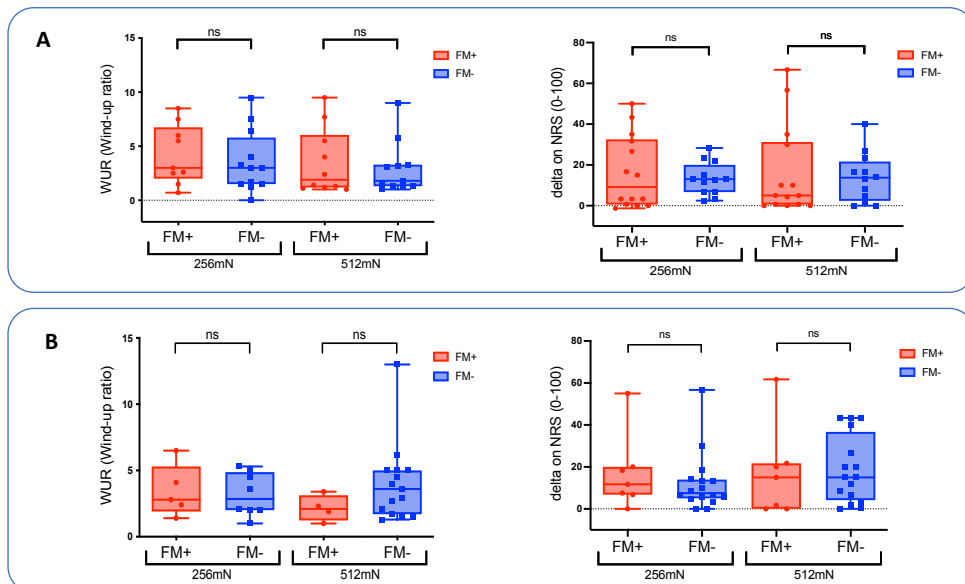 A
ns
ns
15
10
5
0
WUR (Wind-up ratio)
FM+
FM-
FM+
FM-
FM+
FM-
256mN
512mN
ns
ns
80
60
40
20
0
delta on NRS (0-100)
FM+
FM-
FM+
FM-
FM+
FM-
256mN
512mN
B
ns
ns
15
10
5
0
WUR (Wind-up ratio)
FM+
FM-
FM+
FM-
FM+
FM-
256mN
512mN
ns
ns
80
60
40
20
0
delta on NRS (0-100)
FM+
FM-
FM+
FM-
FM+
FM-
256mN
512mN